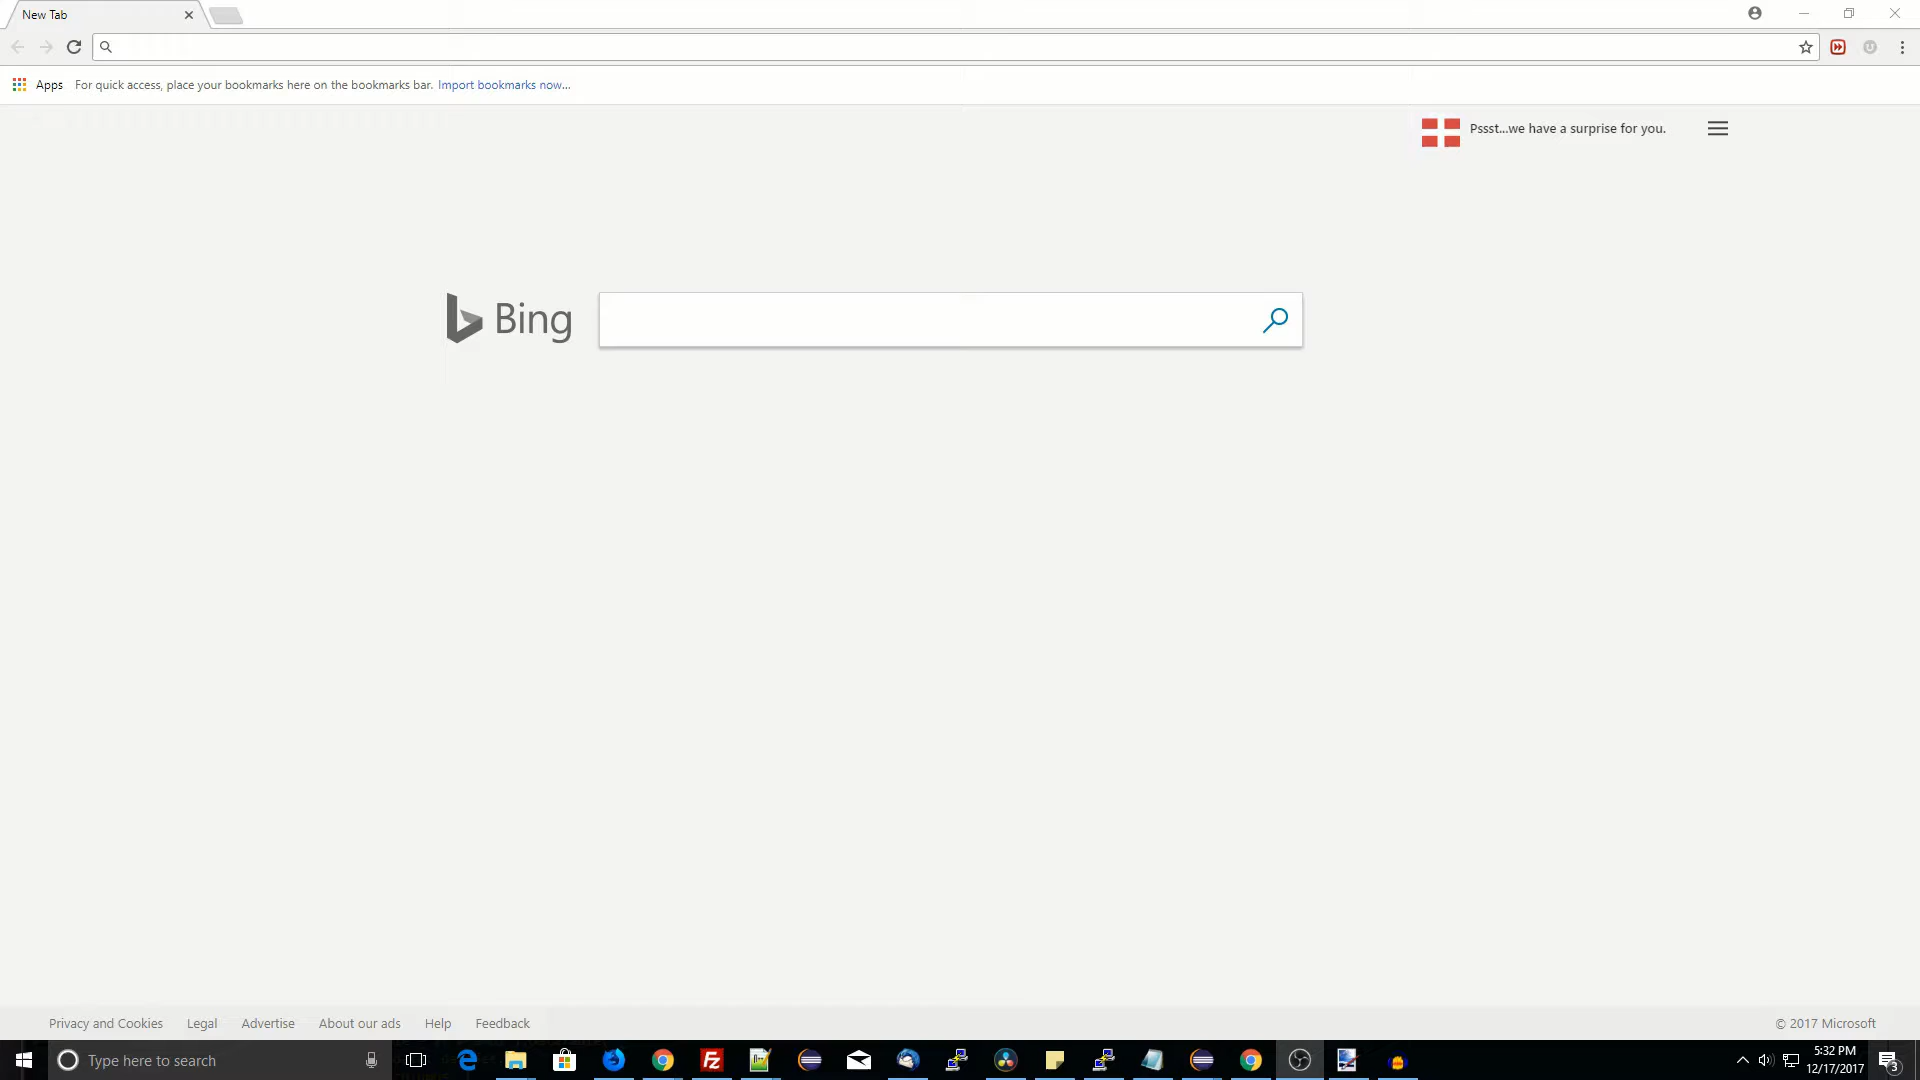 New Tab
Apps For quick access, place your bookmarks here on the bookmarks bar. Import bookmarks now...
Pssst...we have a surprise for you.
Bing
Privacy and Cookies Legal Advertise About our ads Help Feedback © 2017 Microsoft
Type here to search
5:32 PM
12/17/2017
3